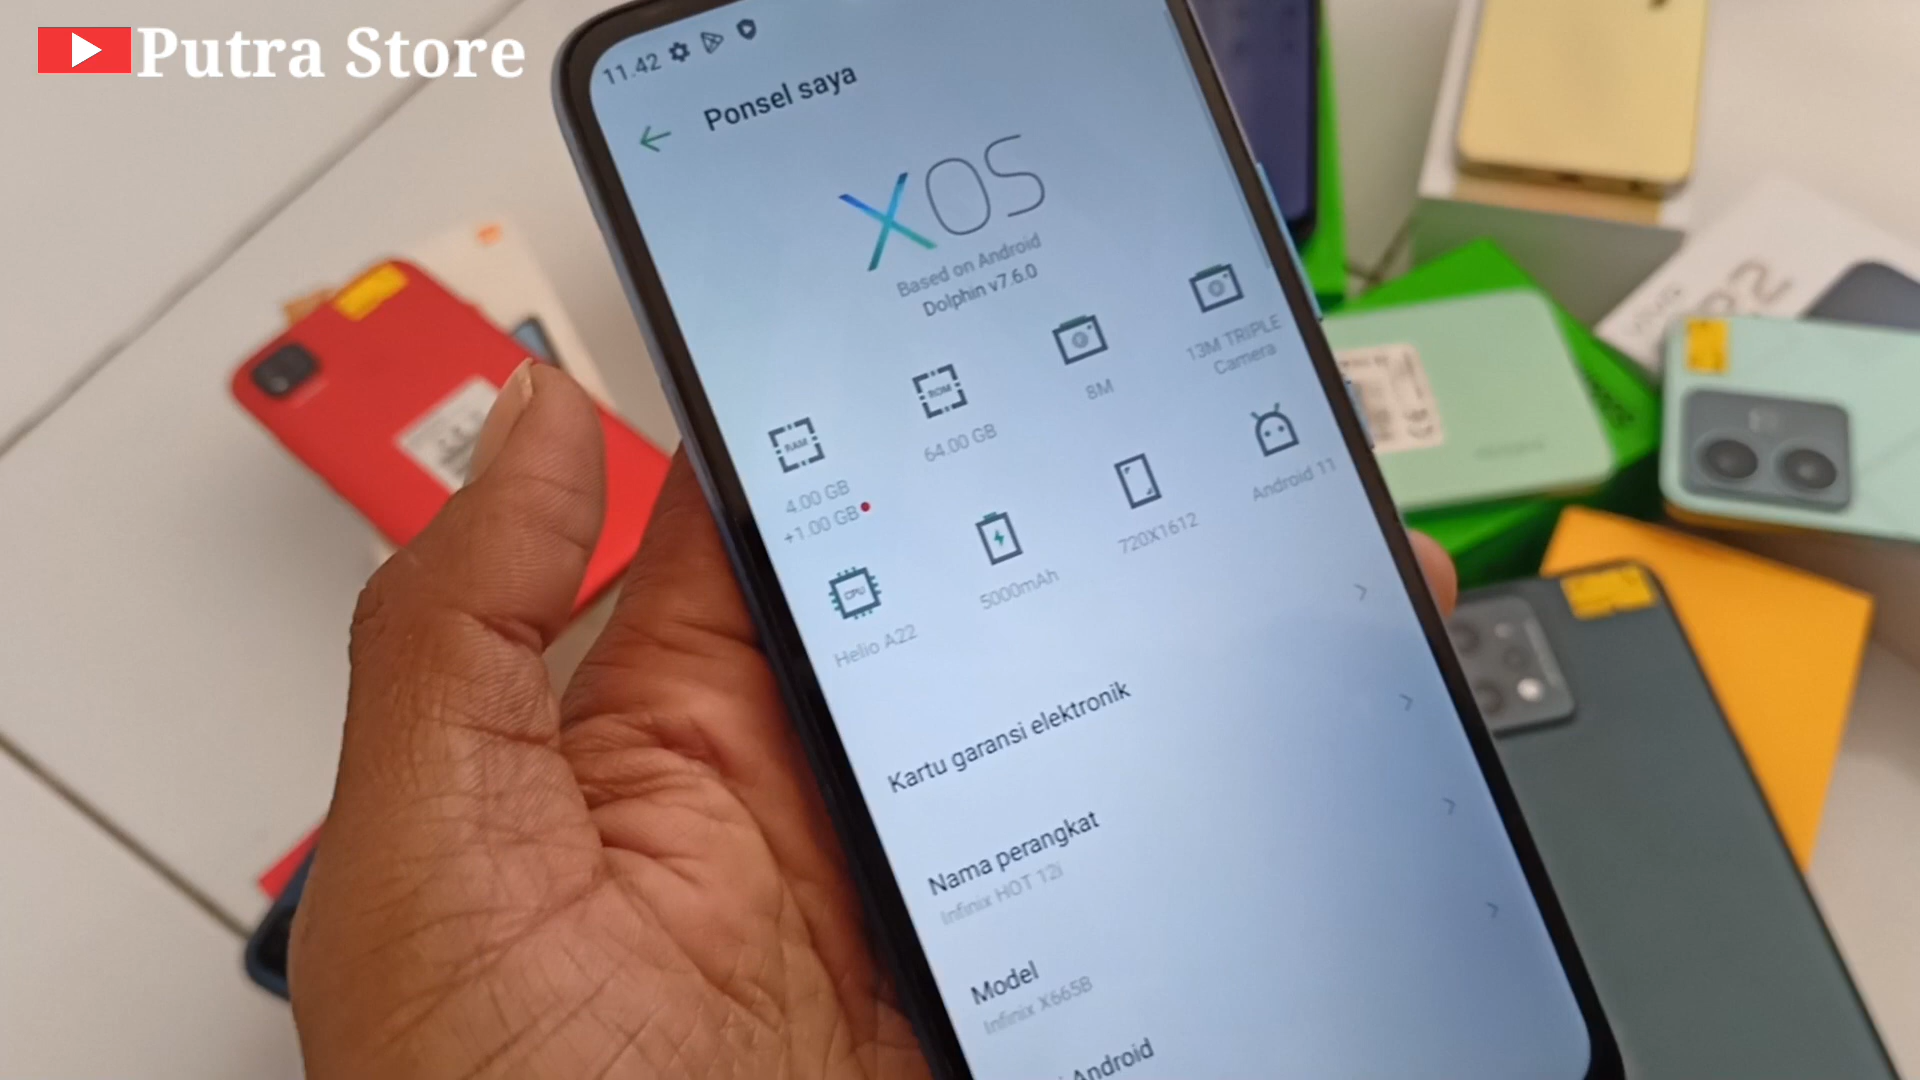 Putra Store
11.42
Ponsel saya
XOS
Based on Android
Dolphin v7.6.0
RAM
4.00 GB
+1.00 GB
ROM
64.00 GB
8M
13M TRIPLE
Camera
CPU
Helio A22
5000mAh
720X1612
Android 11
Kartu garansi elektronik
Nama perangkat
Infinix HOT 12i
Model
Infinix X665B
Android